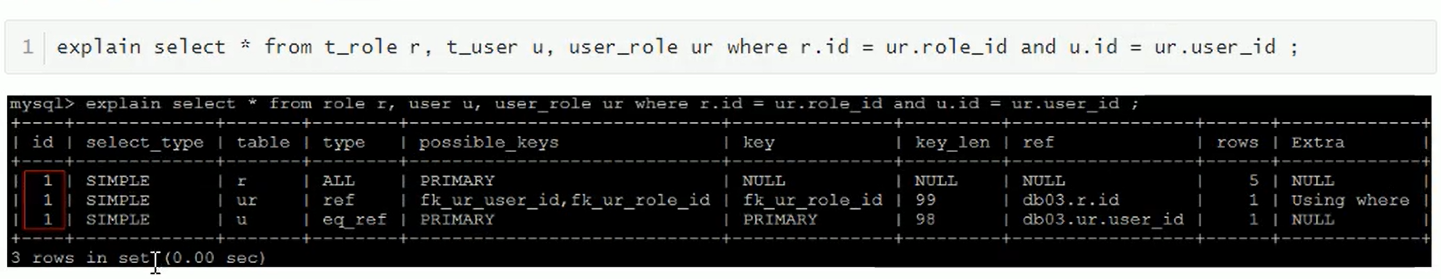 1 explain select * from t_role r, t_user u, user_role ur where r.id = ur.role_id and u.id = ur.user_id ;
mysql> explain select * from role r, user u, user_role ur where r.id = ur.role_id and u.id = ur.user_id ;
+----+-------------+-------+--------+-----------------------------+---------------+---------+--------------------+------+-------------+
| id | select_type | table | type | possible_keys | key | key_len | ref | rows | Extra |
+----+-------------+-------+--------+-----------------------------+---------------+---------+--------------------+------+-------------+
| 1 | SIMPLE | r | ALL | PRIMARY | NULL | NULL | NULL | 5 | NULL |
| 1 | SIMPLE | ur | ref | fk_ur_user_id,fk_ur_role_id | fk_ur_role_id | 99 | db03.r.id | 1 | Using where |
| 1 | SIMPLE | u | eq_ref | PRIMARY | PRIMARY | 98 | db03.ur.user_id | 1 | NULL |
+----+-------------+-------+--------+-----------------------------+---------------+---------+--------------------+------+-------------+
3 rows in set (0.00 sec)